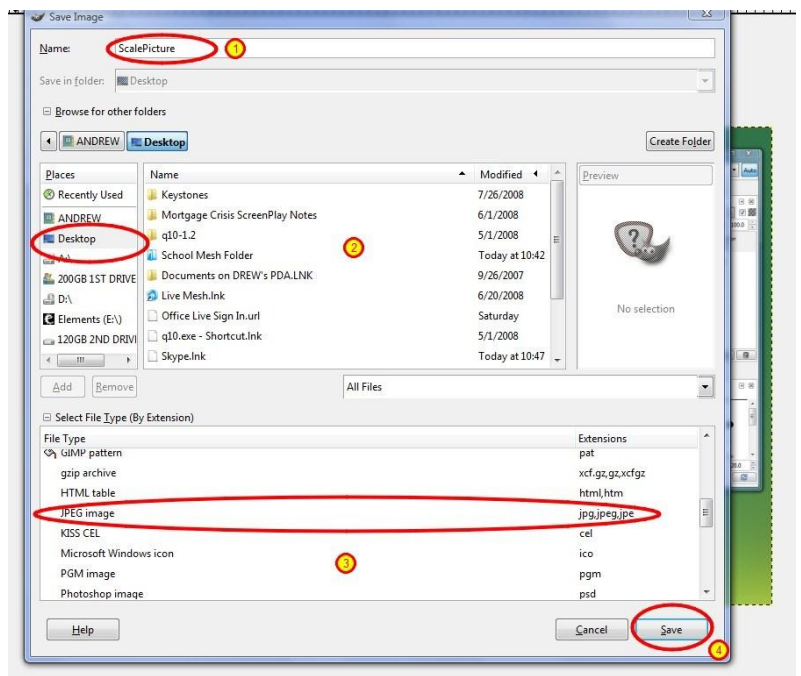 Save Image
Name: ScalePicture 1
Save in folder: Desktop
Browse for other folders
ANDREW Desktop Create Folder
Places Name Modified Preview
Recently Used Keystones 7/26/2008
ANDREW Mortgage Crisis ScreenPlay Notes 6/1/2008
Desktop q10-1.2 2 5/1/2008
A:\ School Mesh Folder Today at 10:42
200GB 1ST DRIVE Documents on DREW's PDA.LNK 9/26/2007
D:\ Live Mesh.lnk 6/20/2008 No selection
Elements (E:\) Office Live Sign In.url Saturday
120GB 2ND DRIVI q10.exe - Shortcut.lnk 5/1/2008
Skype.lnk Today at 10:47
Add Remove All Files
Select File Type (By Extension)
File Type Extensions
GIMP pattern pat
gzip archive xcf.gz,gz,xcfgz
HTML table html,htm
JPEG image jpg,jpeg,jpe
KISS CEL cel
Microsoft Windows icon ico
3
PGM image pgm
Photoshop image psd
Help Cancel Save
4
Auto
100.0
20.0